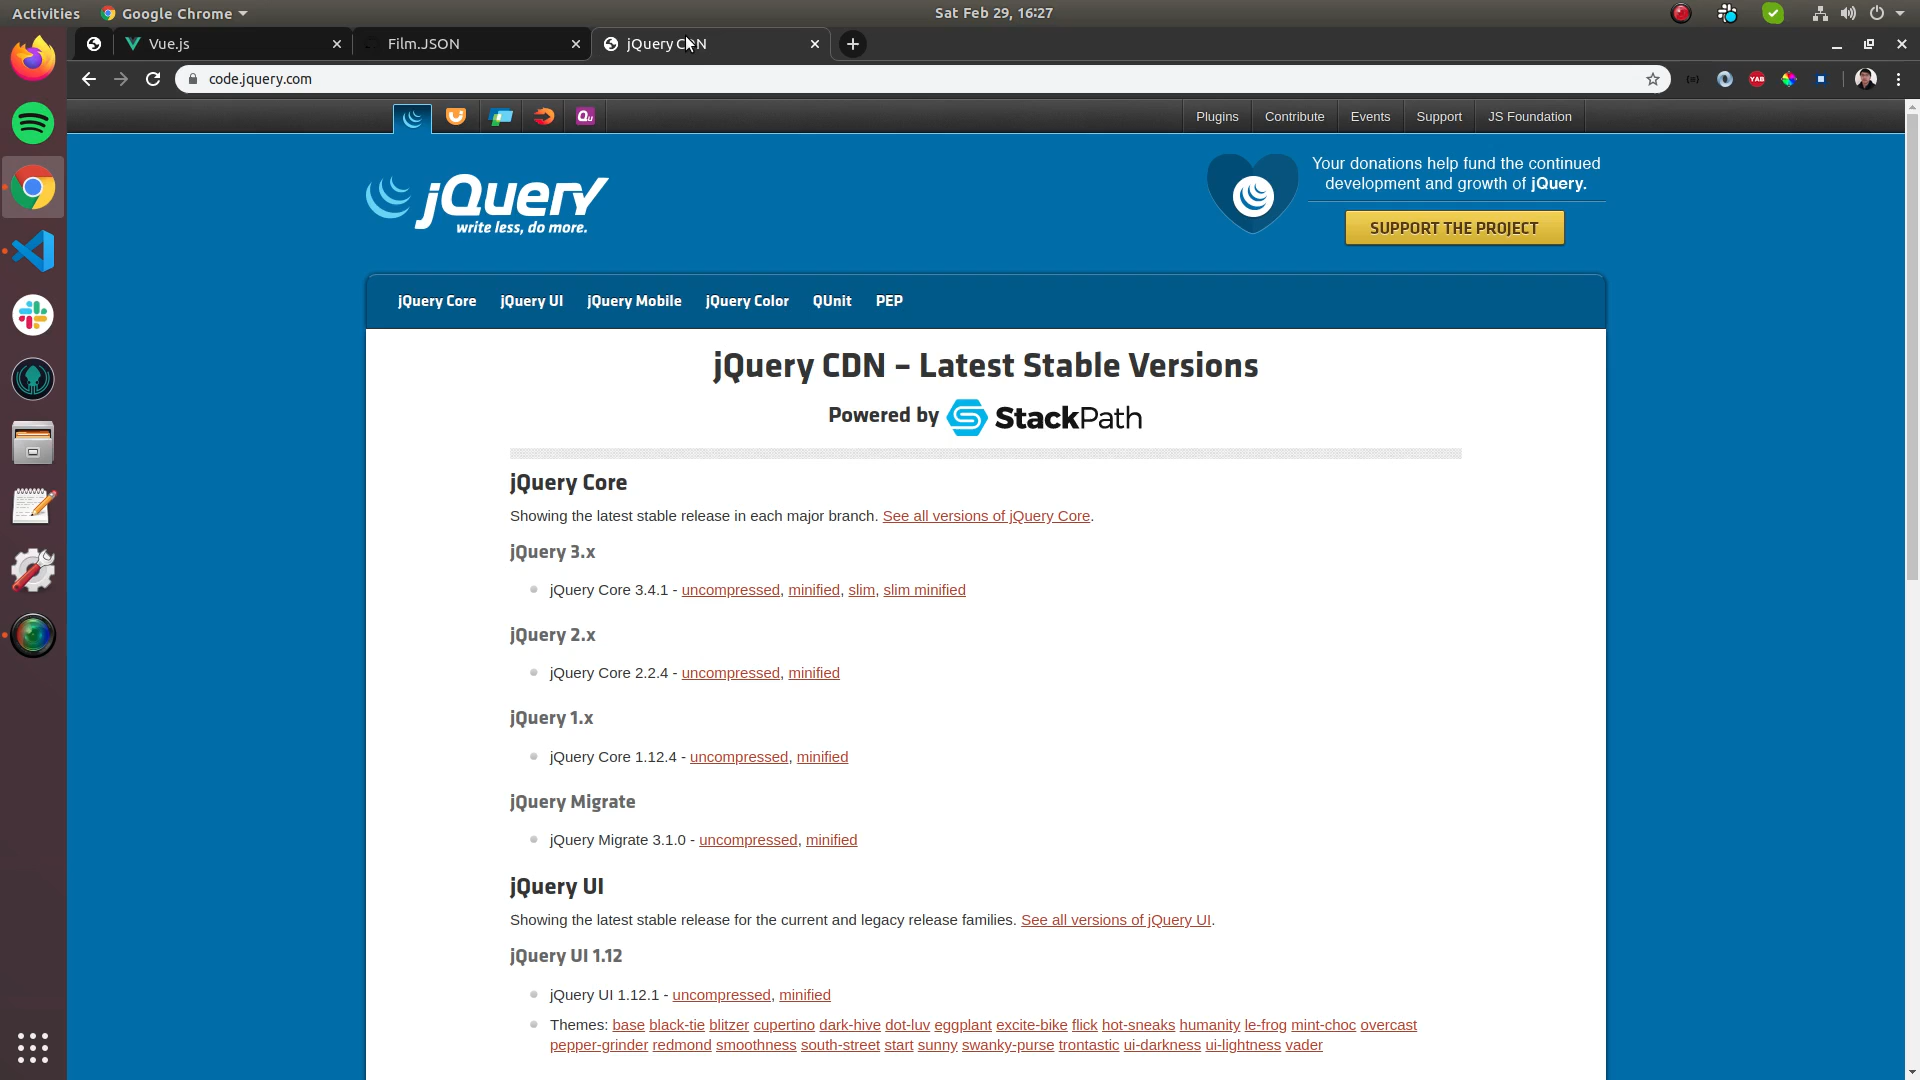 Activities Google Chrome Sat Feb 29, 16:27
Vue.js Film.JSON jQuery CDN
code.jquery.com YAB
Qu Plugins Contribute Events Support JS Foundation
jQuery
write less, do more.
Your donations help fund the continued
development and growth of jQuery.
SUPPORT THE PROJECT
jQuery Core jQuery UI jQuery Mobile jQuery Color QUnit PEP
jQuery CDN – Latest Stable Versions
Powered by StackPath
jQuery Core
Showing the latest stable release in each major branch. See all versions of jQuery Core.
jQuery 3.x
jQuery Core 3.4.1 - uncompressed, minified, slim, slim minified
jQuery 2.x
jQuery Core 2.2.4 - uncompressed, minified
jQuery 1.x
jQuery Core 1.12.4 - uncompressed, minified
jQuery Migrate
jQuery Migrate 3.1.0 - uncompressed, minified
jQuery UI
Showing the latest stable release for the current and legacy release families. See all versions of jQuery UI.
jQuery UI 1.12
jQuery UI 1.12.1 - uncompressed, minified
Themes: base black-tie blitzer cupertino dark-hive dot-luv eggplant excite-bike flick hot-sneaks humanity le-frog mint-choc overcast
pepper-grinder redmond smoothness south-street start sunny swanky-purse trontastic ui-darkness ui-lightness vader